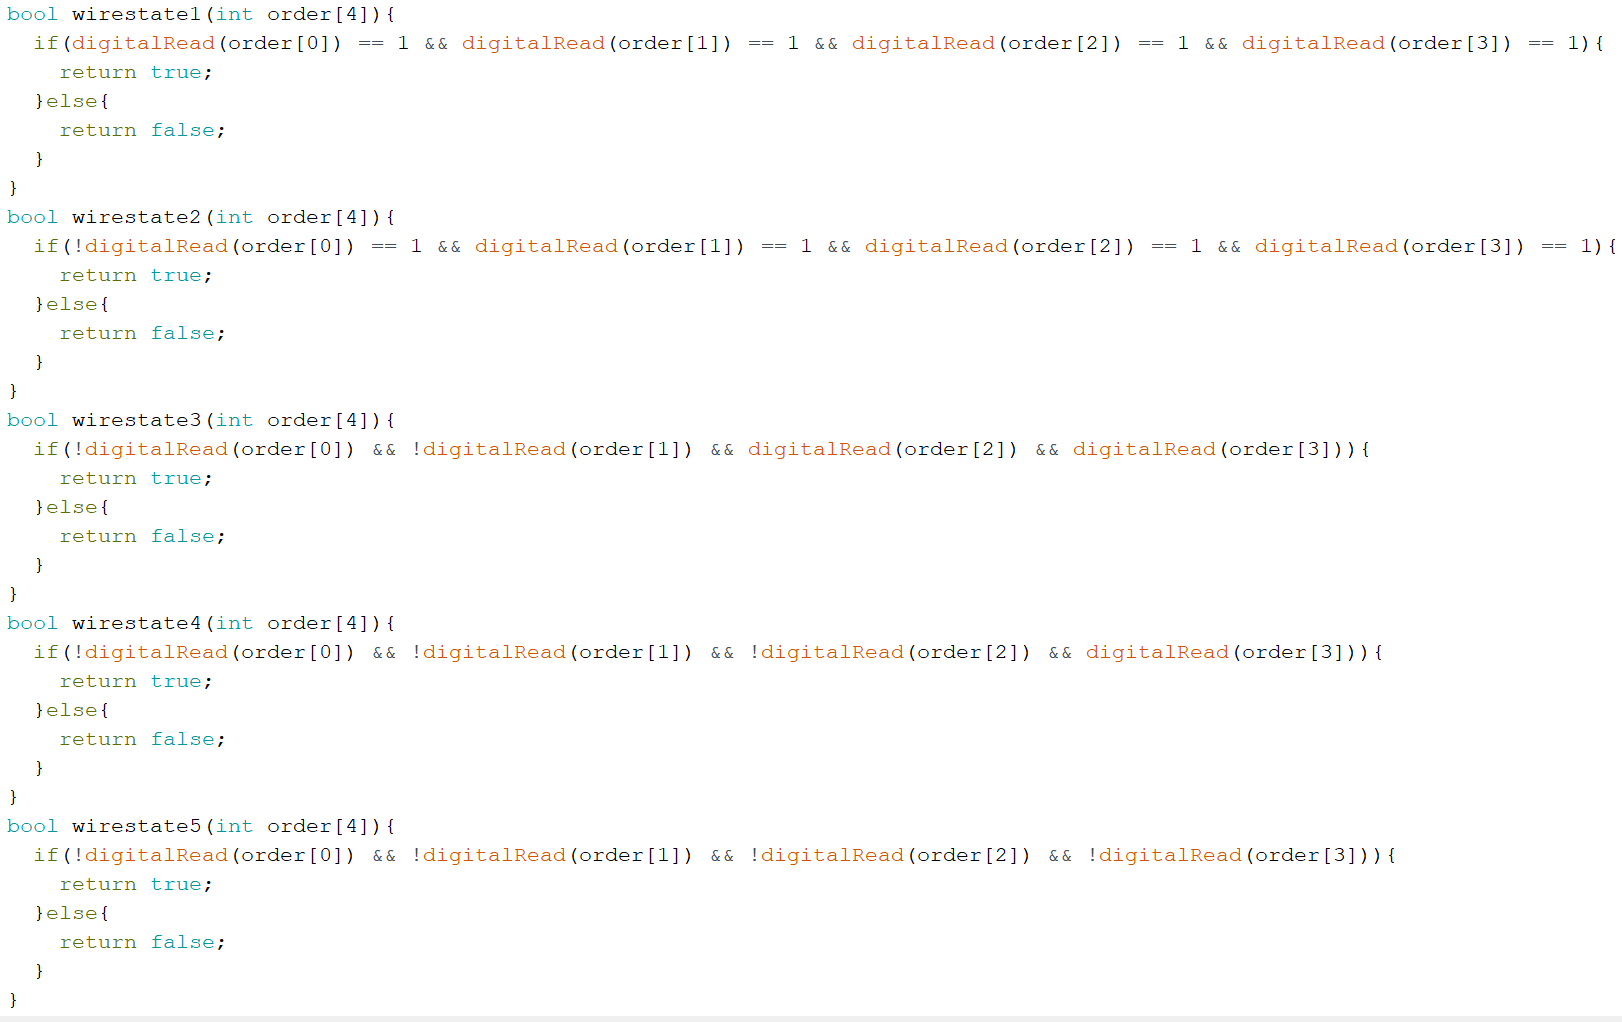 bool wirestate1(int order[4]){
  if(digitalRead(order[0]) == 1 && digitalRead(order[1]) == 1 && digitalRead(order[2]) == 1 && digitalRead(order[3]) == 1){
    return true;
  }else{
    return false;
  }
}
bool wirestate2(int order[4]){
  if(!digitalRead(order[0]) == 1 && digitalRead(order[1]) == 1 && digitalRead(order[2]) == 1 && digitalRead(order[3]) == 1){
    return true;
  }else{
    return false;
  }
}
bool wirestate3(int order[4]){
  if(!digitalRead(order[0]) && !digitalRead(order[1]) && digitalRead(order[2]) && digitalRead(order[3])){
    return true;
  }else{
    return false;
  }
}
bool wirestate4(int order[4]){
  if(!digitalRead(order[0]) && !digitalRead(order[1]) && !digitalRead(order[2]) && digitalRead(order[3])){
    return true;
  }else{
    return false;
  }
}
bool wirestate5(int order[4]){
  if(!digitalRead(order[0]) && !digitalRead(order[1]) && !digitalRead(order[2]) && !digitalRead(order[3])){
    return true;
  }else{
    return false;
  }
}